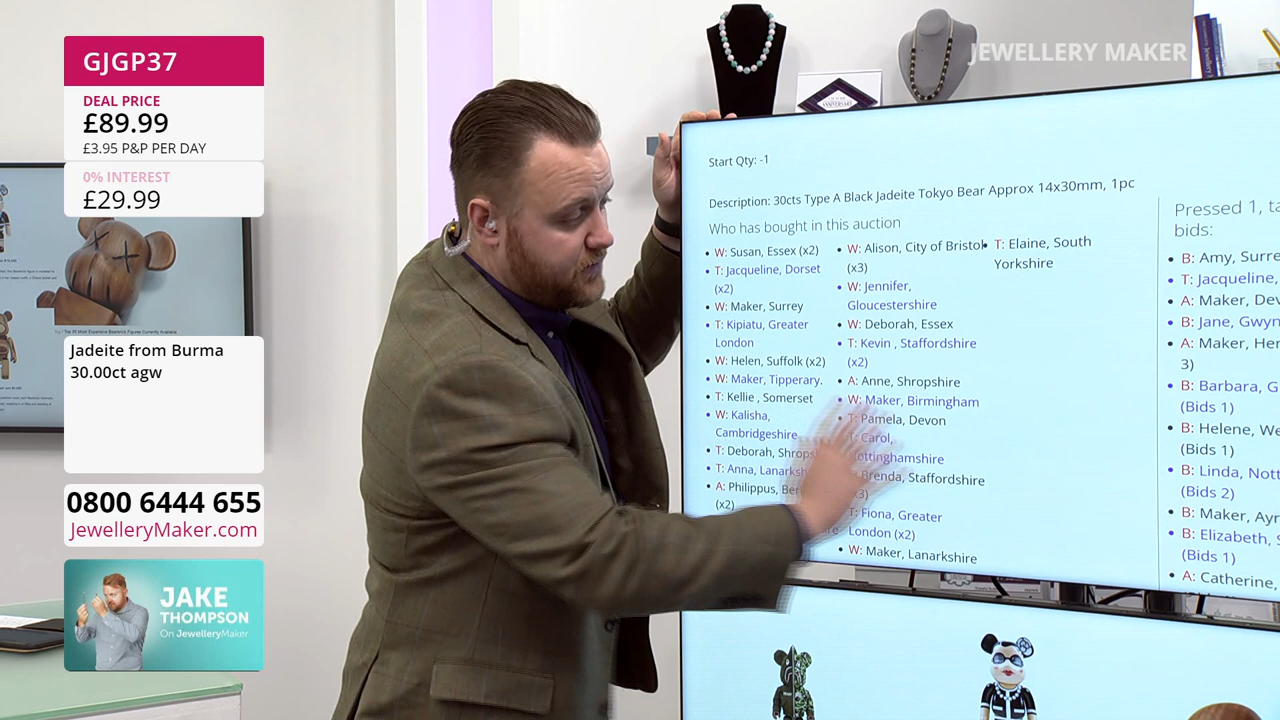 GJGP37
DEAL PRICE
£89.99
£3.95 P&P PER DAY
0% INTEREST
£29.99
Jadeite from Burma
30.00ct agw
0800 6444 655
JewelleryMaker.com
JAKE
THOMPSON
On JewelleryMaker
JEWELLERY MAKER
Start Qty: -1
Description: 30cts Type A Black Jadeite Tokyo Bear Approx 14x30mm, 1pc
Who has bought in this auction
• W: Susan, Essex (x2)
• T: Jacqueline, Dorset
(x2)
• W: Maker, Surrey
• T: Kipiatu, Greater
London
• W: Helen, Suffolk (x2)
• W: Maker, Tipperary.
• T: Kellie , Somerset
• W: Kalisha,
Cambridgeshire
• T: Deborah, Shrops
• T: Anna, Lanarksh
• A: Philippus, Ber
(x2)
• W: Alison, City of Bristol
(x3)
• W: Jennifer,
Gloucestershire
• W: Deborah, Essex
• T: Kevin , Staffordshire
(x2)
• A: Anne, Shropshire
• W: Maker, Birmingham
• T: Pamela, Devon
T: Carol,
ottinghamshire
Brenda, Staffordshire
x3)
T: Fiona, Greater
London (x2)
• W: Maker, Lanarkshire
• T: Elaine, South
Yorkshire
Pressed 1, ta
bids:
• B: Amy, Surre
• T: Jacqueline,
• A: Maker, Dev
• B: Jane, Gwyn
• A: Maker, Her
3)
• B: Barbara, G
(Bids 1)
• B: Helene, We
(Bids 1)
• B: Linda, Nott
(Bids 2)
• B: Maker, Ayr
• B: Elizabeth, S
(Bids 1)
• A: Catherine,